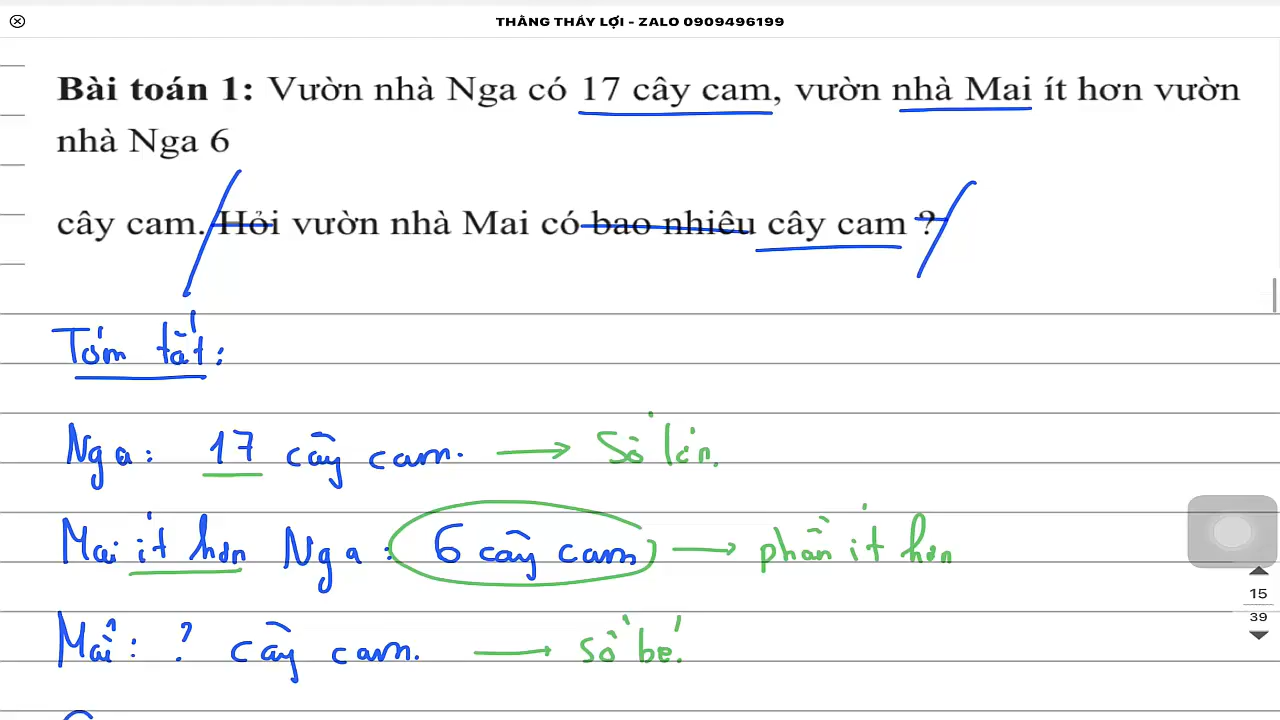 THẦNG THẦY LỢI - ZALO 0909496199
Bài toán 1: Vườn nhà Nga có 17 cây cam, vườn nhà Mai ít hơn vườn
nhà Nga 6
cây cam. Hỏi vườn nhà Mai có bao nhiêu cây cam ?
Tóm tắt:
Nga: 17 cây cam. → Số lớn.
Mai ít hơn Nga: 6 cây cam → phần ít hơn
Mai: ? cây cam. → số bé.
15
39